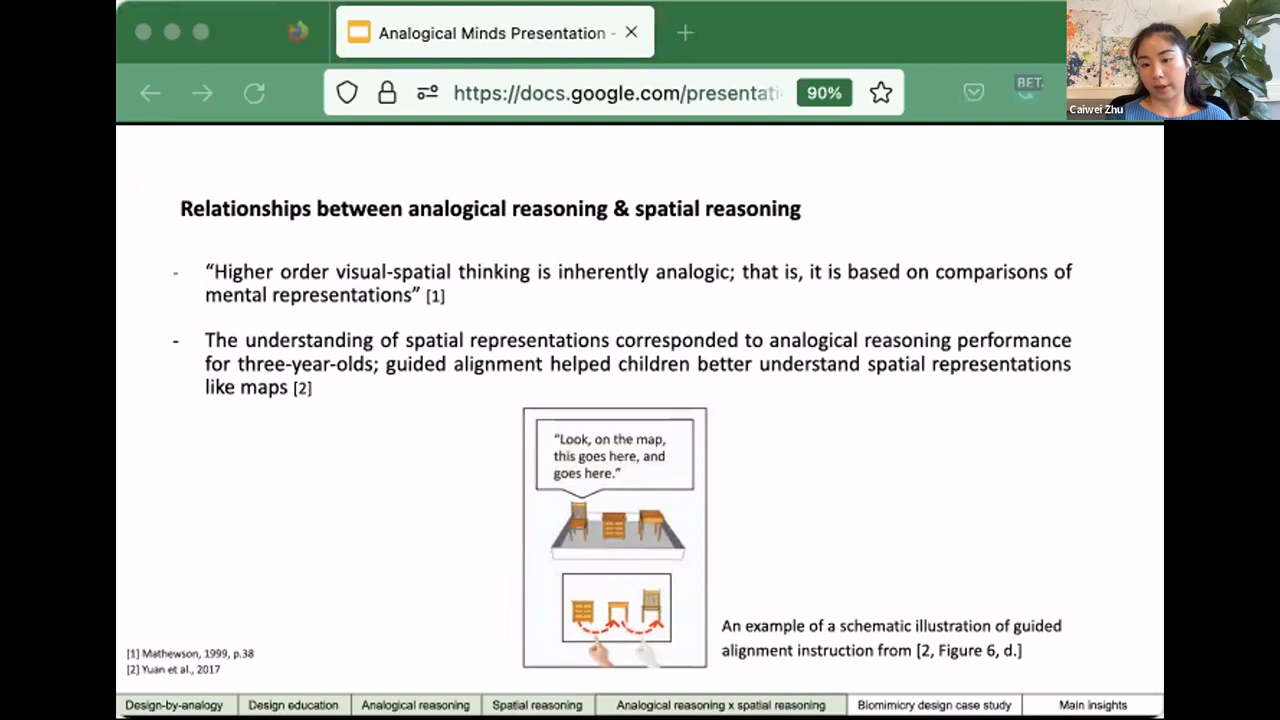 Analogical Minds Presentation -
https://docs.google.com/presentati
90%
BET
Caiwei Zhu
Relationships between analogical reasoning & spatial reasoning
- “Higher order visual-spatial thinking is inherently analogic; that is, it is based on comparisons of
mental representations” [1]
- The understanding of spatial representations corresponded to analogical reasoning performance
for three-year-olds; guided alignment helped children better understand spatial representations
like maps [2]
“Look, on the map,
this goes here, and
goes here.”
An example of a schematic illustration of guided
alignment instruction from [2, Figure 6, d.]
[1] Mathewson, 1999, p.38
[2] Yuan et al., 2017
Design-by-analogy Design education Analogical reasoning Spatial reasoning Analogical reasoning x spatial reasoning Biomimicry design case study Main insights